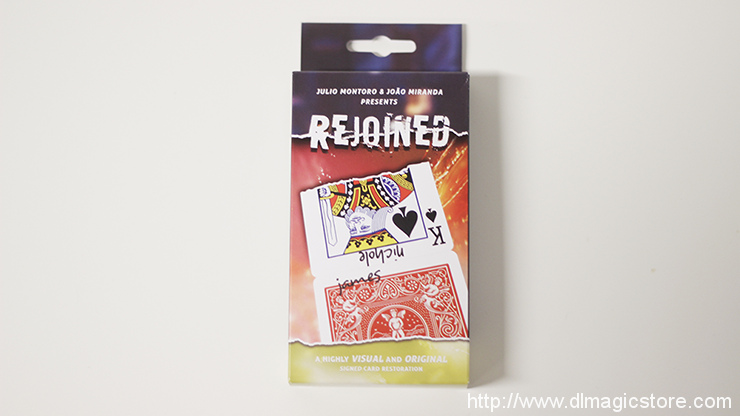 JULIO MONTORO & JOÃO MIRANDA
PRESENTS
REJOINED
K
nichole
james
A HIGHLY VISUAL AND ORIGINAL
SIGNED CARD RESTORATION
http://www.dlmagicstore.com